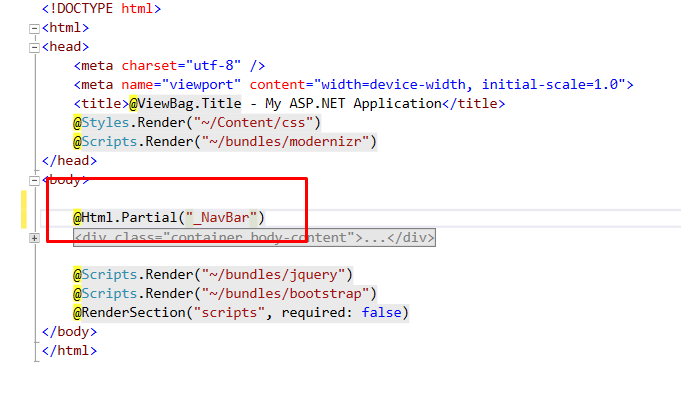 <!DOCTYPE html>
<html>
<head>
    <meta charset="utf-8" />
    <meta name="viewport" content="width=device-width, initial-scale=1.0">
    <title>@ViewBag.Title - My ASP.NET Application</title>
    @Styles.Render("~/Content/css")
    @Scripts.Render("~/bundles/modernizr")
</head>
<body>
    @Html.Partial("_NavBar")
    <div class="container body-content">...</div>
    @Scripts.Render("~/bundles/jquery")
    @Scripts.Render("~/bundles/bootstrap")
    @RenderSection("scripts", required: false)
</body>
</html>